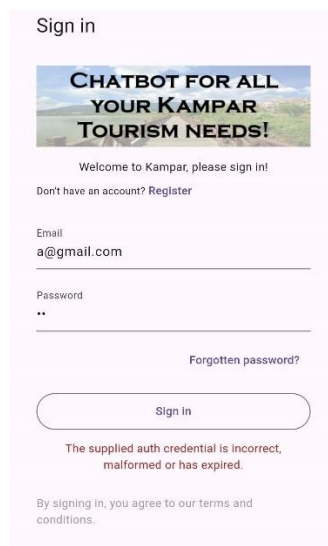 Sign in
CHATBOT FOR ALL
YOUR KAMPAR
TOURISM NEEDS!
Welcome to Kampar, please sign in!
Don't have an account? Register
Email
a@gmail.com
Password
••
Forgotten password?
Sign in
The supplied auth credential is incorrect,
malformed or has expired.
By signing in, you agree to our terms and
conditions.